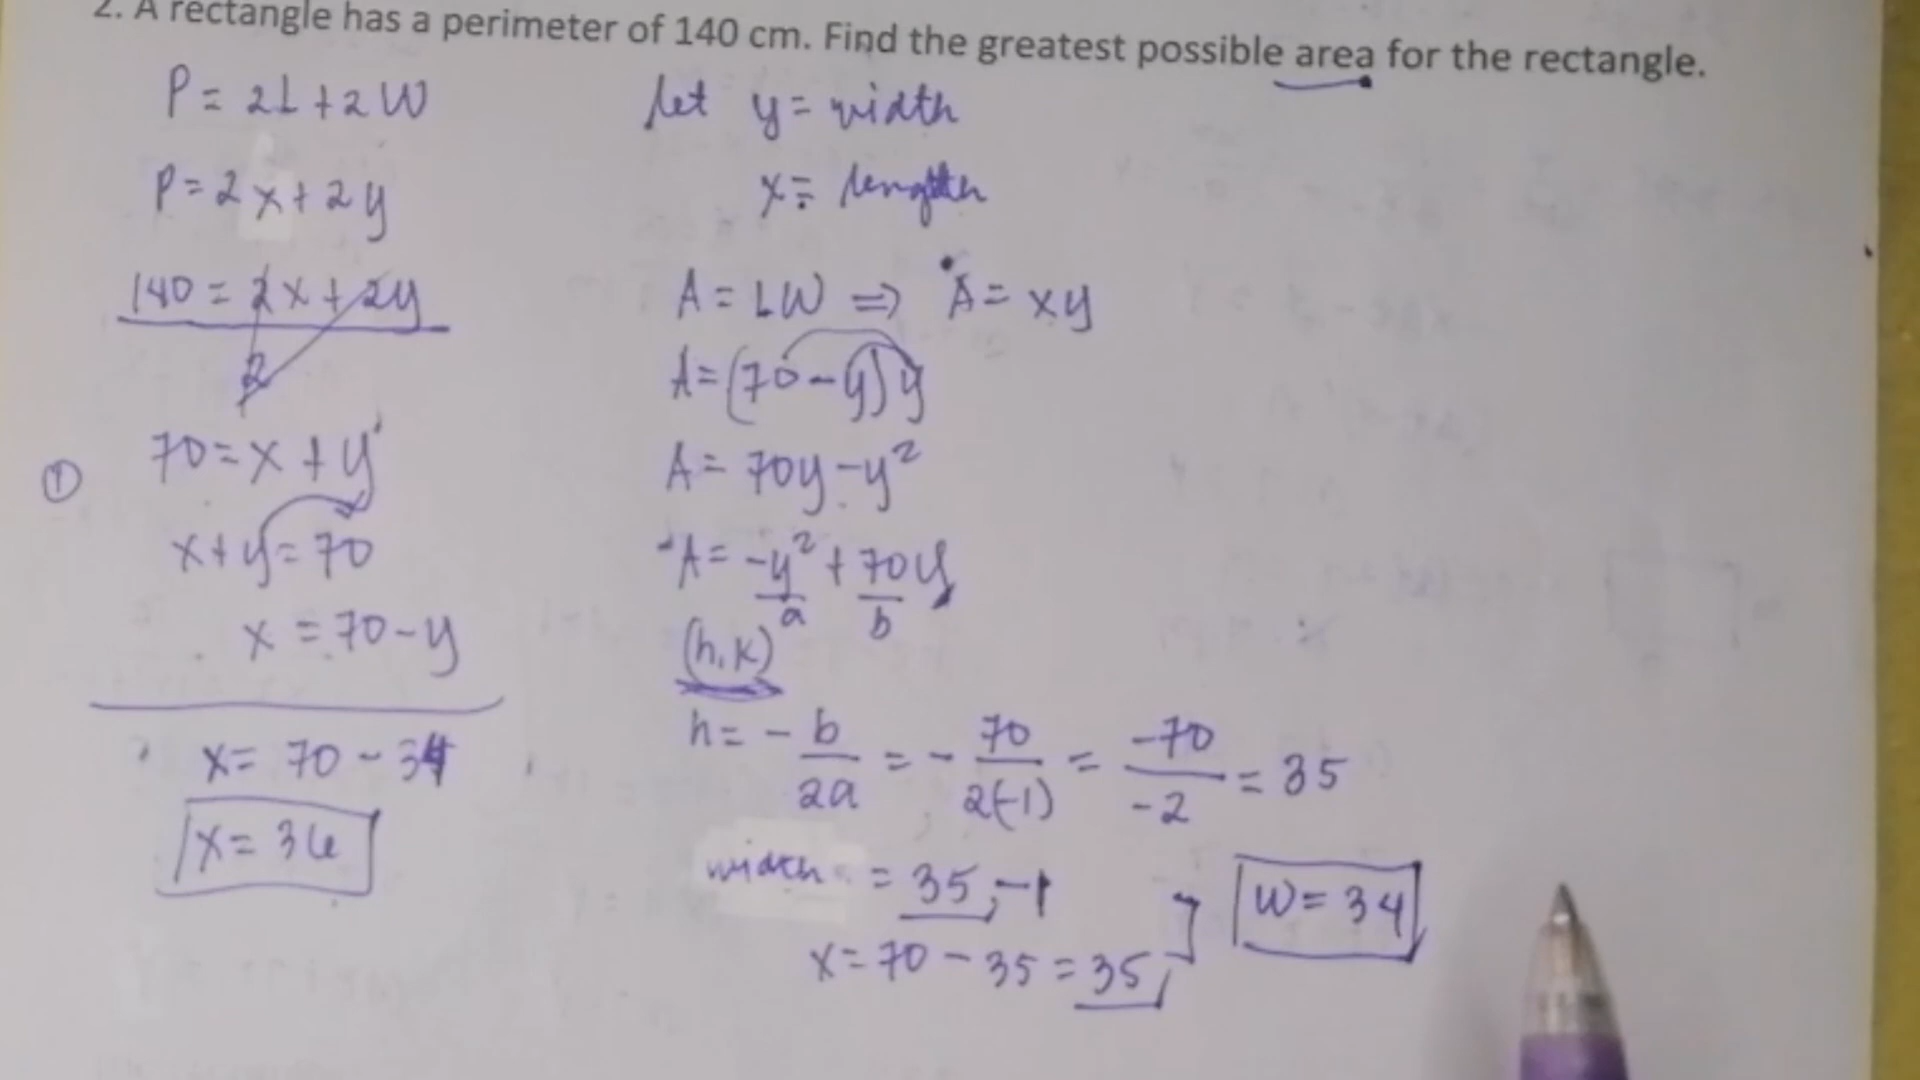 2. A rectangle has a perimeter of 140 cm. Find the greatest possible area for the rectangle.
P = 2L + 2W
P = 2x + 2y
140 = 2x + 2y
2
① 70 = x + y
x + y = 70
x = 70 - y
x = 70 - 34
x = 36
let y = width
x = length
A = LW ⇒ A = xy
A = (70 - y)y
A = 70y - y²
A = -y² + 70y
a b
(h,k)
h = - b/2a = - 70/2(-1) = -70/-2 = 35
width = 35, -1
x = 70 - 35 = 35,
W = 34